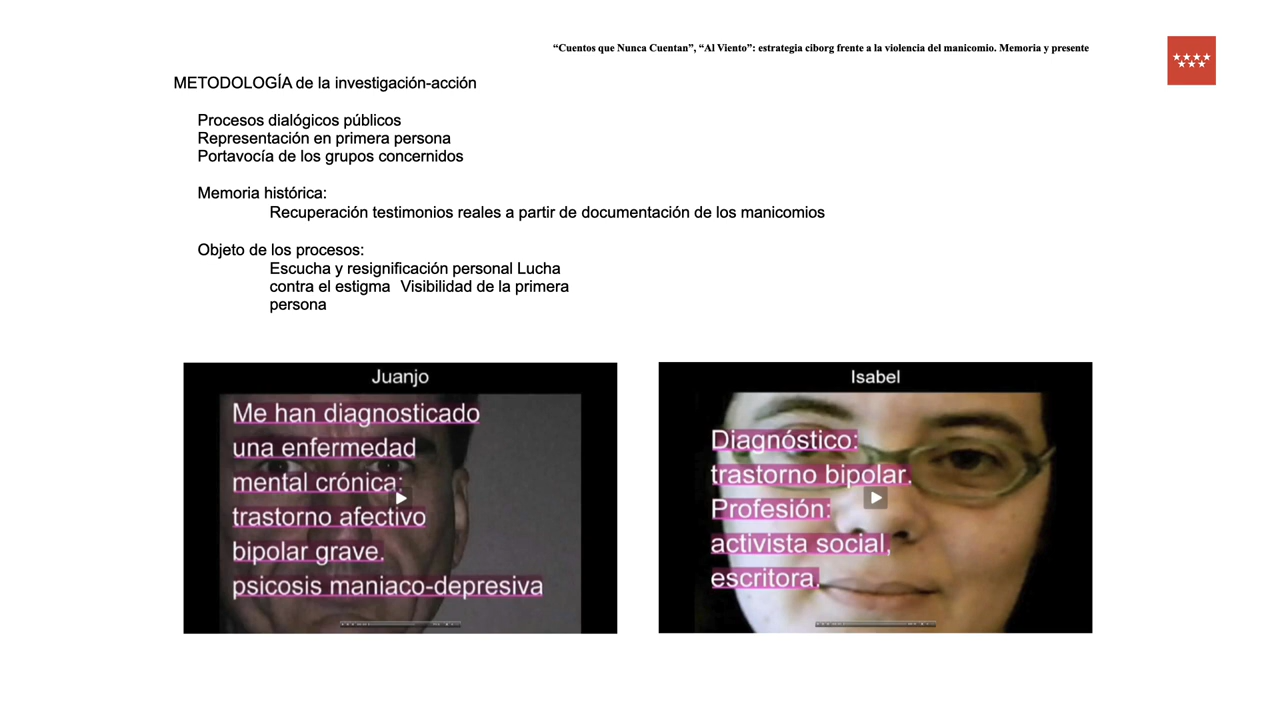 “Cuentos que Nunca Cuentan”, “Al Viento”: estrategia ciborg frente a la violencia del manicomio. Memoria y presente
METODOLOGÍA de la investigación-acción
Procesos dialógicos públicos
Representación en primera persona
Portavocía de los grupos concernidos
Memoria histórica:
Recuperación testimonios reales a partir de documentación de los manicomios
Objeto de los procesos:
Escucha y resignificación personal Lucha
contra el estigma Visibilidad de la primera
persona
Juanjo
Me han diagnosticado
una enfermedad
mental crónica:
trastorno afectivo
bipolar grave.
psicosis maniaco-depresiva
Isabel
Diagnóstico:
trastorno bipolar.
Profesión:
activista social,
escritora.